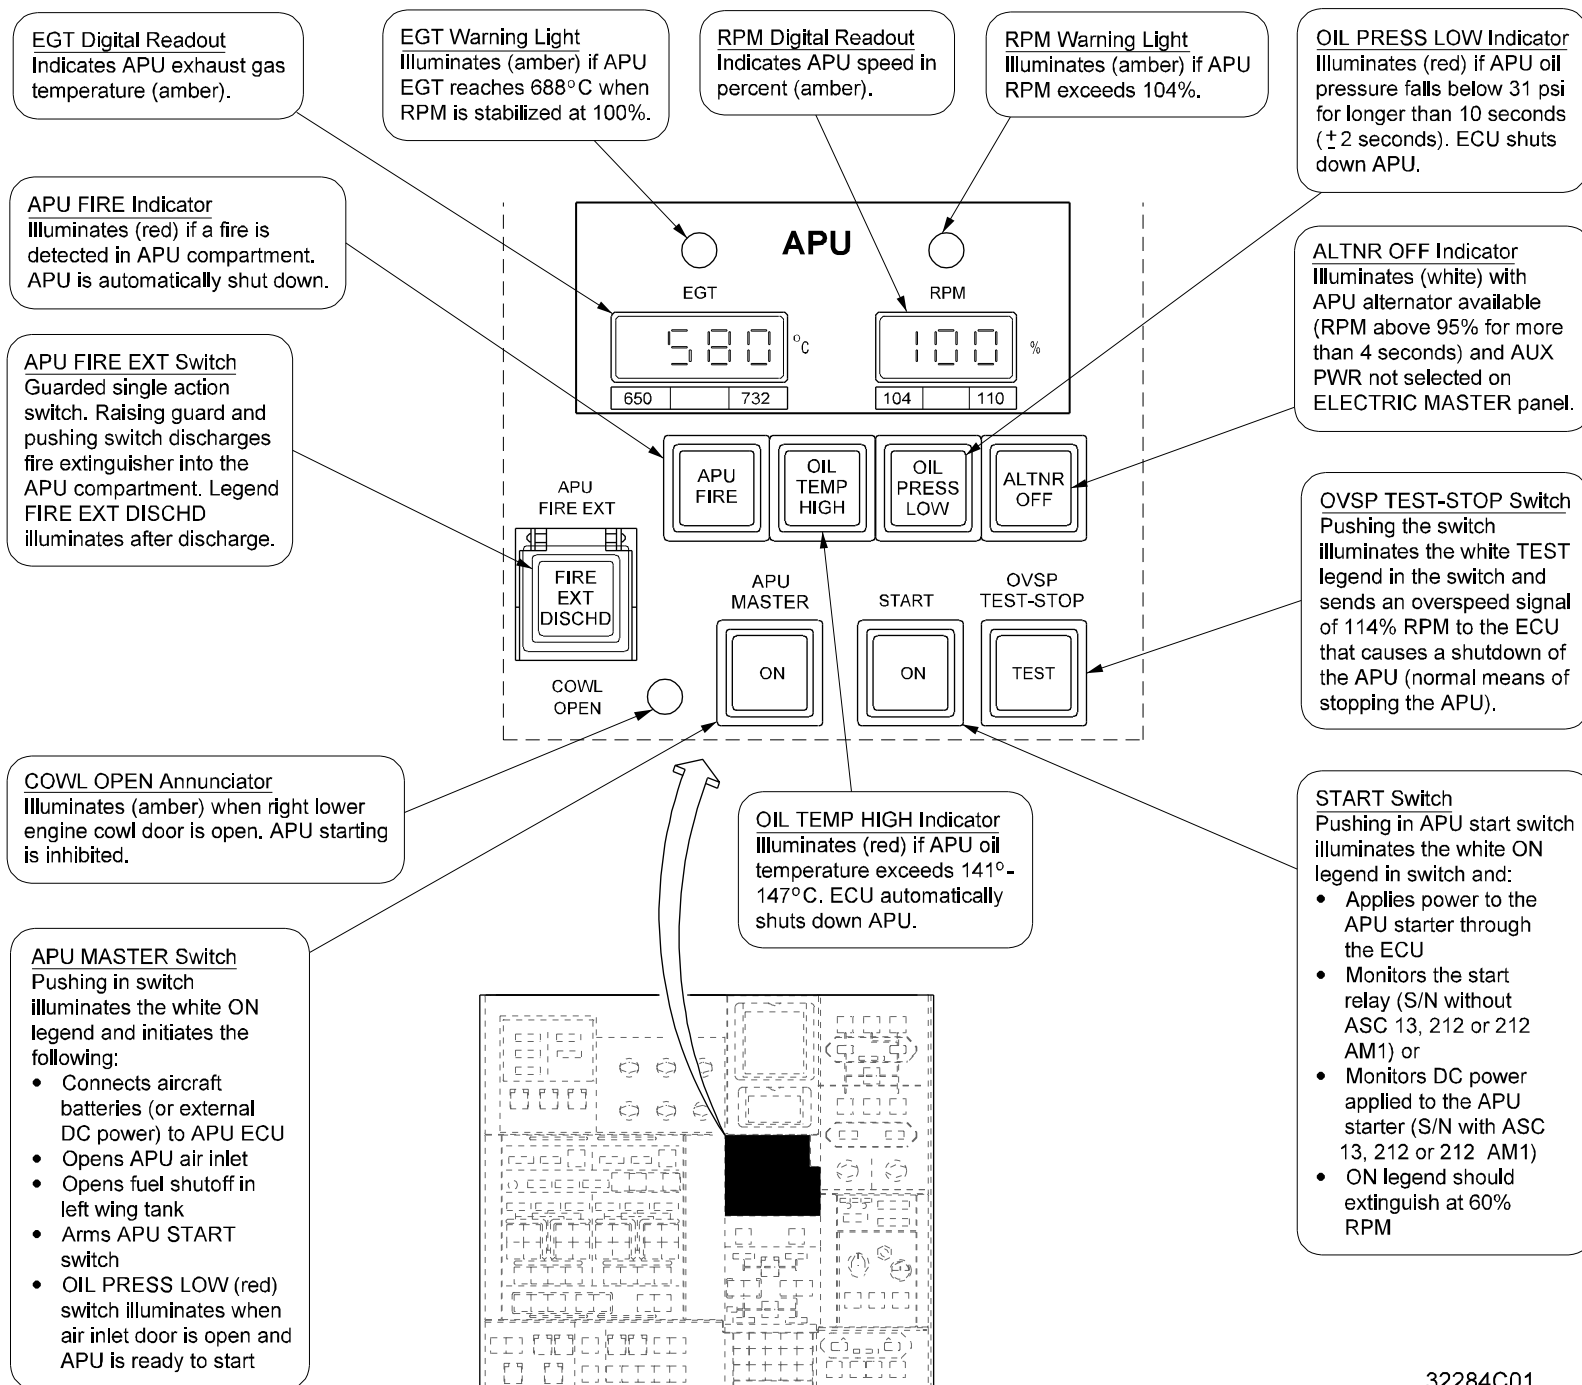 EGT Digital Readout
Indicates APU exhaust gas
temperature (amber).
EGT Warning Light
Illuminates (amber) if APU
EGT reaches 688°C when
RPM is stabilized at 100%.
RPM Digital Readout
Indicates APU speed in
percent (amber).
RPM Warning Light
Illuminates (amber) if APU
RPM exceeds 104%.
OIL PRESS LOW Indicator
Illuminates (red) if APU oil
pressure falls below 31 psi
for longer than 10 seconds
(±2 seconds). ECU shuts
down APU.
APU FIRE Indicator
Illuminates (red) if a fire is
detected in APU compartment.
APU is automatically shut down.
ALTNR OFF Indicator
Illuminates (white) with
APU alternator available
(RPM above 95% for more
than 4 seconds) and AUX
PWR not selected on
ELECTRIC MASTER panel.
APU FIRE EXT Switch
Guarded single action
switch. Raising guard and
pushing switch discharges
fire extinguisher into the
APU compartment. Legend
FIRE EXT DISCHD
illuminates after discharge.
APU
EGT
RPM
580 °C
100 %
650 732
104 110
APU
FIRE
OIL
TEMP
HIGH
OIL
PRESS
LOW
ALTNR
OFF
APU
FIRE EXT
FIRE
EXT
DISCHD
APU
MASTER
START
OVSP
TEST-STOP
ON
ON
TEST
COWL
OPEN
OVSP TEST-STOP Switch
Pushing the switch
illuminates the white TEST
legend in the switch and
sends an overspeed signal
of 114% RPM to the ECU
that causes a shutdown of
the APU (normal means of
stopping the APU).
COWL OPEN Annunciator
Illuminates (amber) when right lower
engine cowl door is open. APU starting
is inhibited.
OIL TEMP HIGH Indicator
Illuminates (red) if APU oil
temperature exceeds 141°-
147°C. ECU automatically
shuts down APU.
START Switch
Pushing in APU start switch
illuminates the white ON
legend in switch and:
• Applies power to the
APU starter through
the ECU
• Monitors the start
relay (S/N without
ASC 13, 212 or 212
AM1) or
• Monitors DC power
applied to the APU
starter (S/N with ASC
13, 212 or 212 AM1)
• ON legend should
extinguish at 60%
RPM
APU MASTER Switch
Pushing in switch
illuminates the white ON
legend and initiates the
following:
• Connects aircraft
batteries (or external
DC power) to APU ECU
• Opens APU air inlet
• Opens fuel shutoff in
left wing tank
• Arms APU START
switch
• OIL PRESS LOW (red)
switch illuminates when
air inlet door is open and
APU is ready to start
32284C01